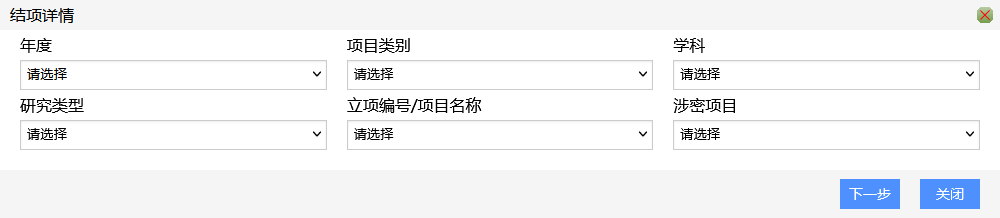 结项详情
年度 项目类别 学科
请选择 请选择 请选择
研究类型 立项编号/项目名称 涉密项目
请选择 请选择 请选择
下一步 关闭